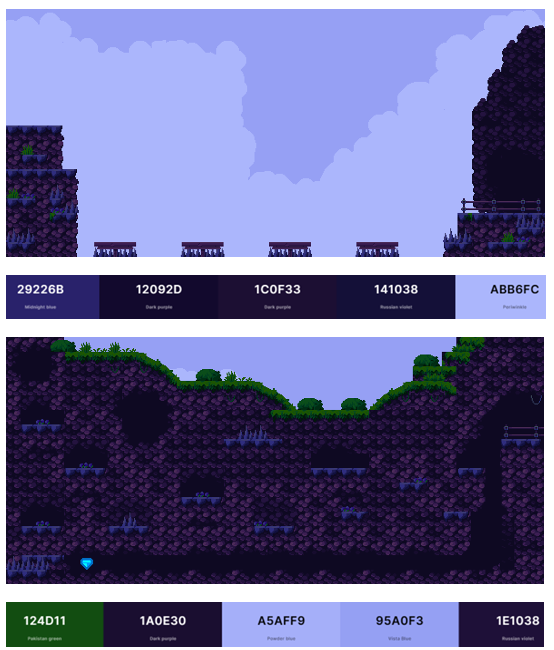 29226B 12092D 1C0F33 141038 ABB6FC
Midnight blue Dark purple Dark purple Russian violet Periwinkle
124D11 1A0E30 A5AFF9 95A0F3 1E1038
Pakistan green Dark purple Powder blue Vista Blue Russian violet